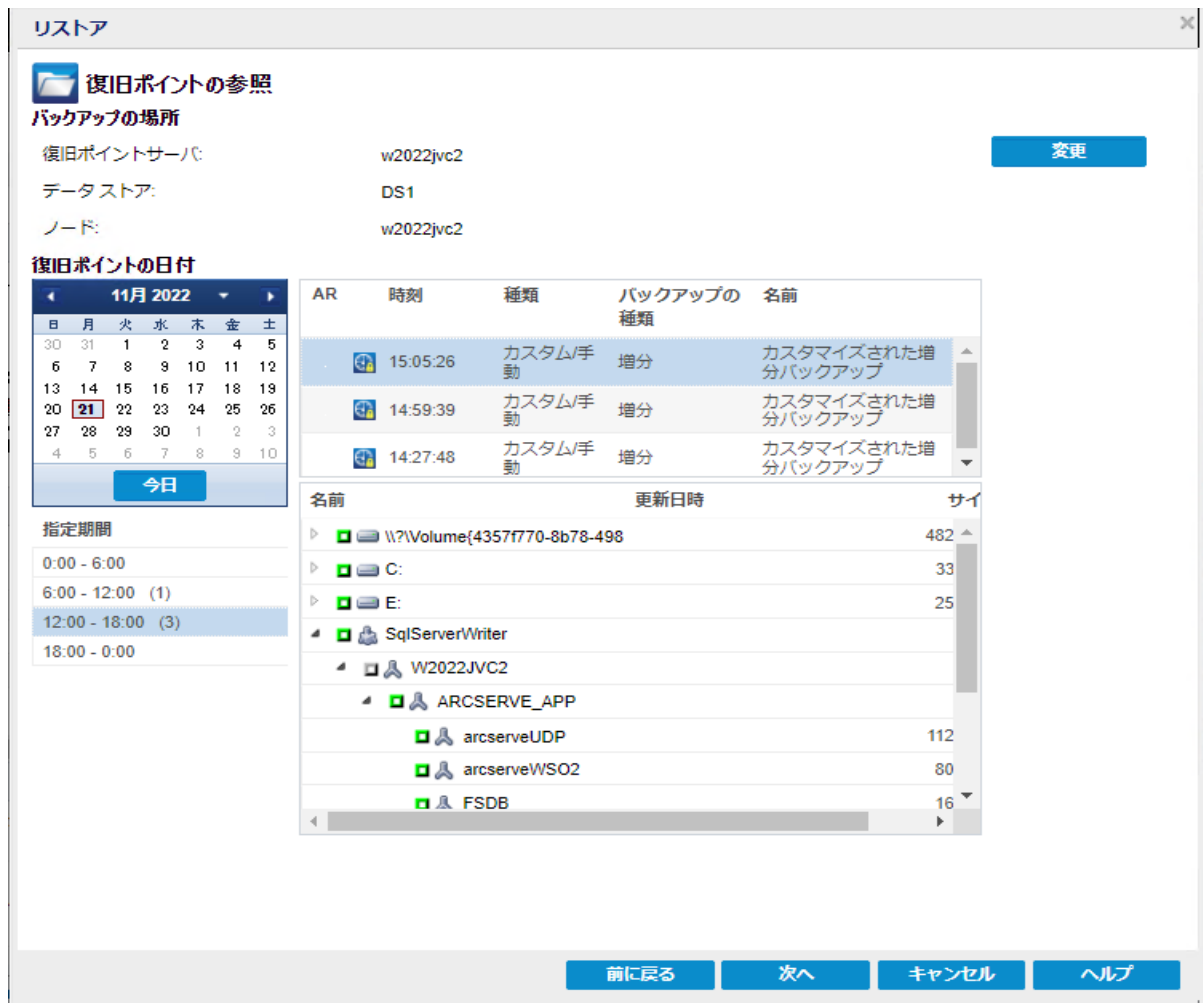 リストア
復旧ポイントの参照
バックアップの場所
復旧ポイントサーバ: w2022jvc2 変更
データ ストア: DS1
ノード: w2022jvc2
復旧ポイントの日付
11月 2022
日 月 火 水 木 金 土
30 31 1 2 3 4 5
6 7 8 9 10 11 12
13 14 15 16 17 18 19
20 21 22 23 24 25 26
27 28 29 30 1 2 3
4 5 6 7 8 9 10
今日
指定期間
0:00 - 6:00
6:00 - 12:00 (1)
12:00 - 18:00 (3)
18:00 - 0:00
AR 時刻 種類 バックアップの 名前
種類
15:05:26 カスタム/手 増分 カスタマイズされた増
動 分バックアップ
14:59:39 カスタム/手 増分 カスタマイズされた増
動 分バックアップ
14:27:48 カスタム/手 増分 カスタマイズされた増
動 分バックアップ
名前 更新日時 サイ
\\?\Volume{4357f770-8b78-498 482
C: 33
E: 25
SqlServerWriter
W2022JVC2
ARCSERVE_APP
arcserveUDP 112
arcserveWSO2 80
FSDB 16
前に戻る 次へ キャンセル ヘルプ